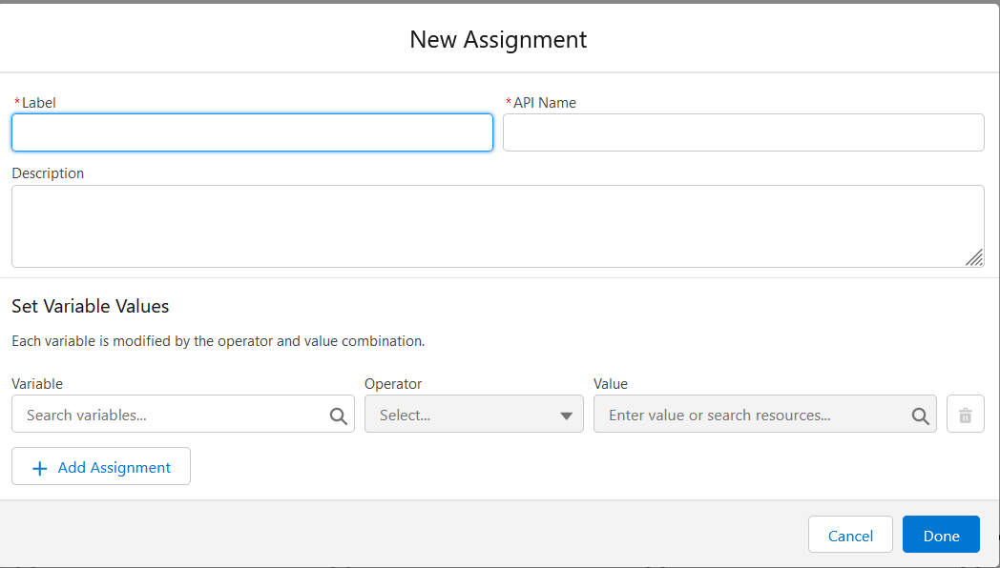 New Assignment
*Label
*API Name
Description
Set Variable Values
Each variable is modified by the operator and value combination.
Variable
Operator
Value
Search variables...
Select...
Enter value or search resources...
+ Add Assignment
Cancel
Done